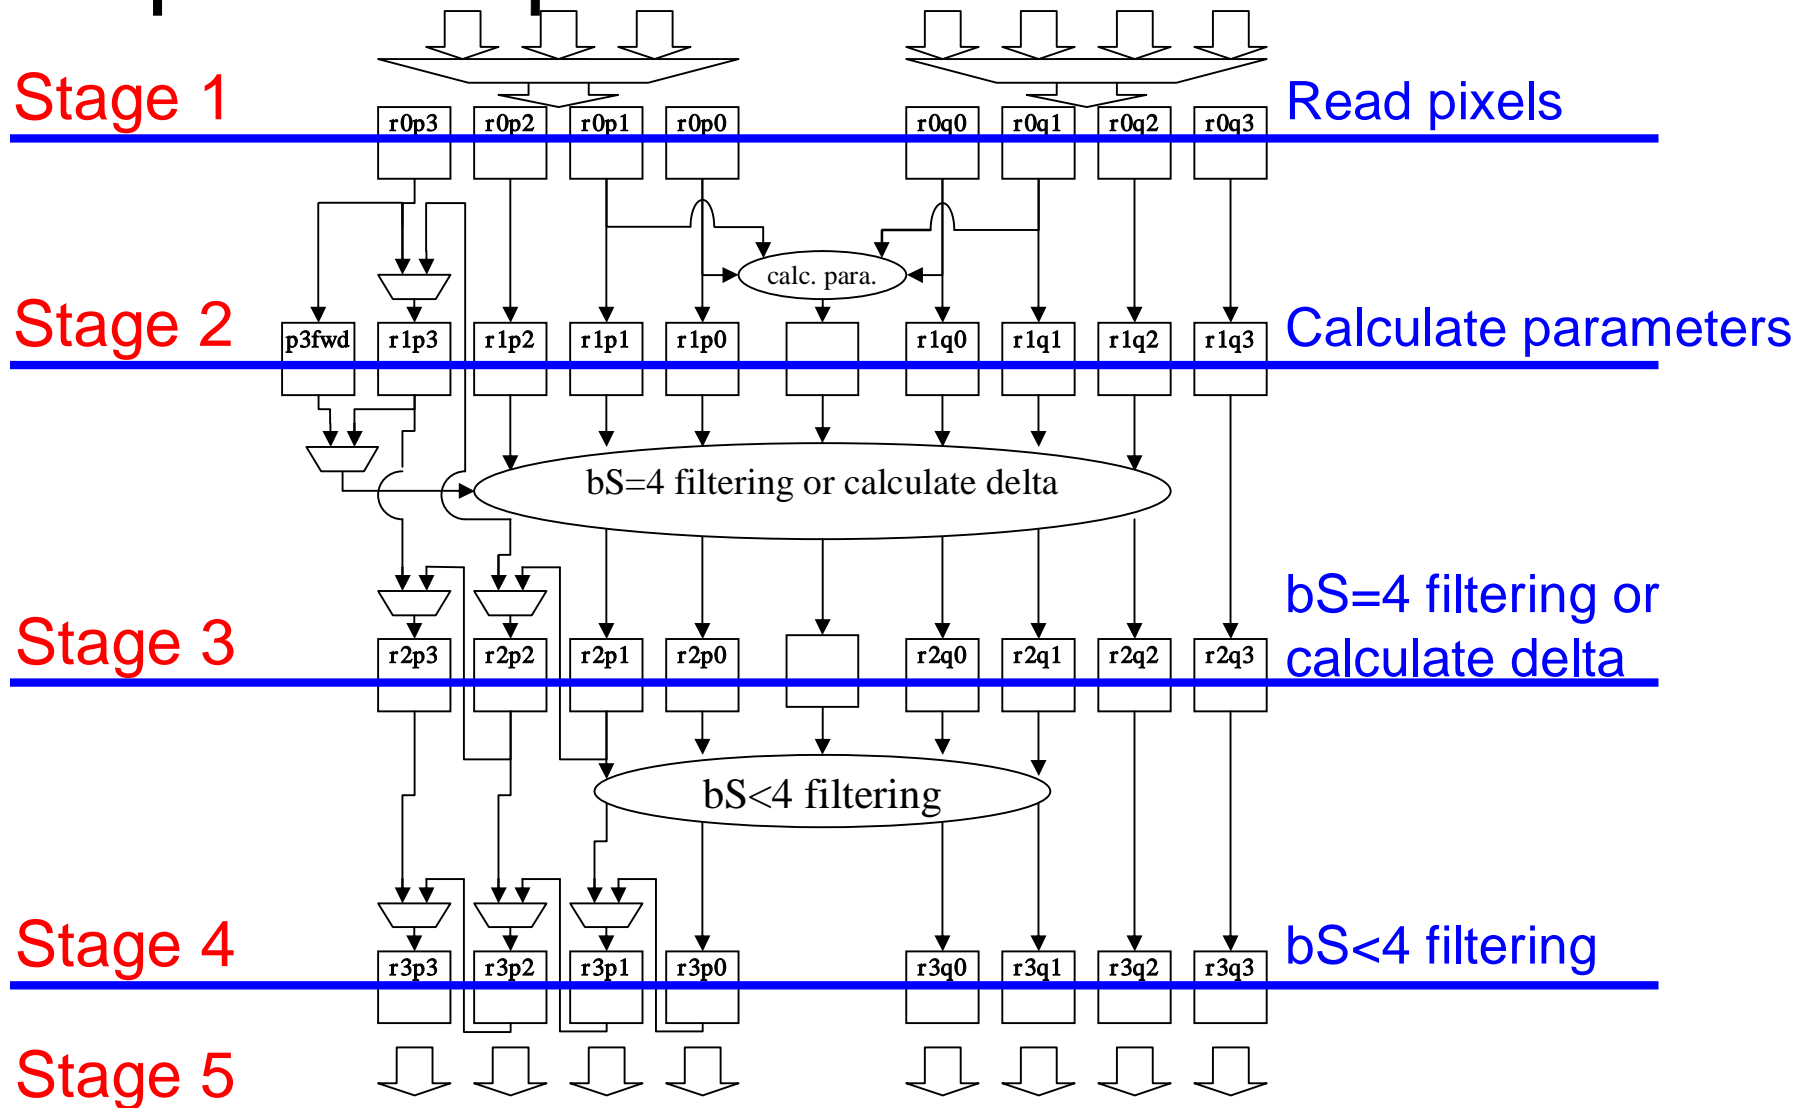 Stage 1
r0p3 r0p2 r0p1 r0p0 r0q0 r0q1 r0q2 r0q3
Read pixels
calc. para.
Stage 2
p3fwd r1p3 r1p2 r1p1 r1p0 r1q0 r1q1 r1q2 r1q3
Calculate parameters
bS=4 filtering or calculate delta
Stage 3
r2p3 r2p2 r2p1 r2p0 r2q0 r2q1 r2q2 r2q3
bS=4 filtering or
calculate delta
bS<4 filtering
Stage 4
r3p3 r3p2 r3p1 r3p0 r3q0 r3q1 r3q2 r3q3
bS<4 filtering
Stage 5